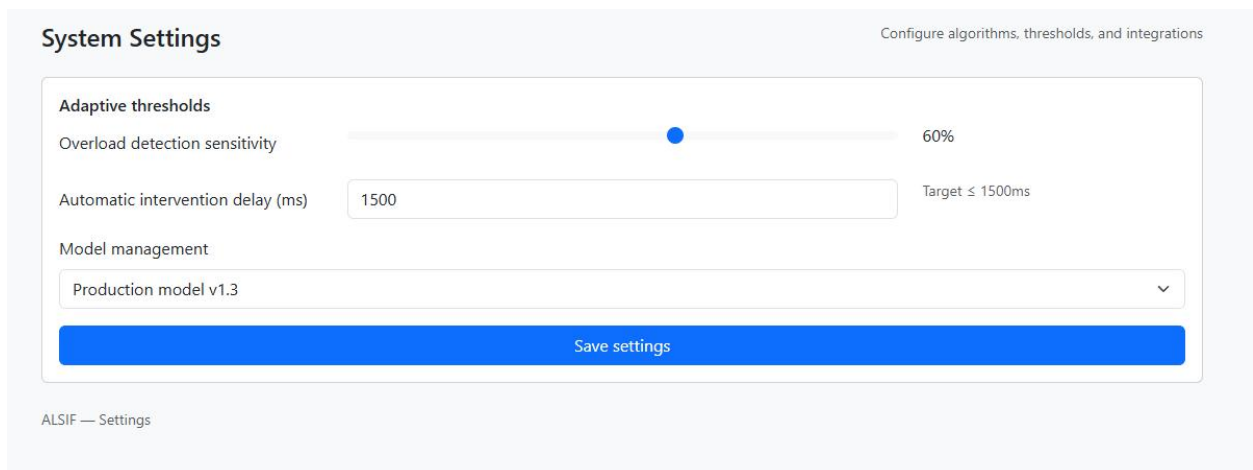 System Settings
Configure algorithms, thresholds, and integrations
Adaptive thresholds
Overload detection sensitivity
60%
Automatic intervention delay (ms)
1500
Target ≤ 1500ms
Model management
Production model v1.3
Save settings
ALSIF — Settings